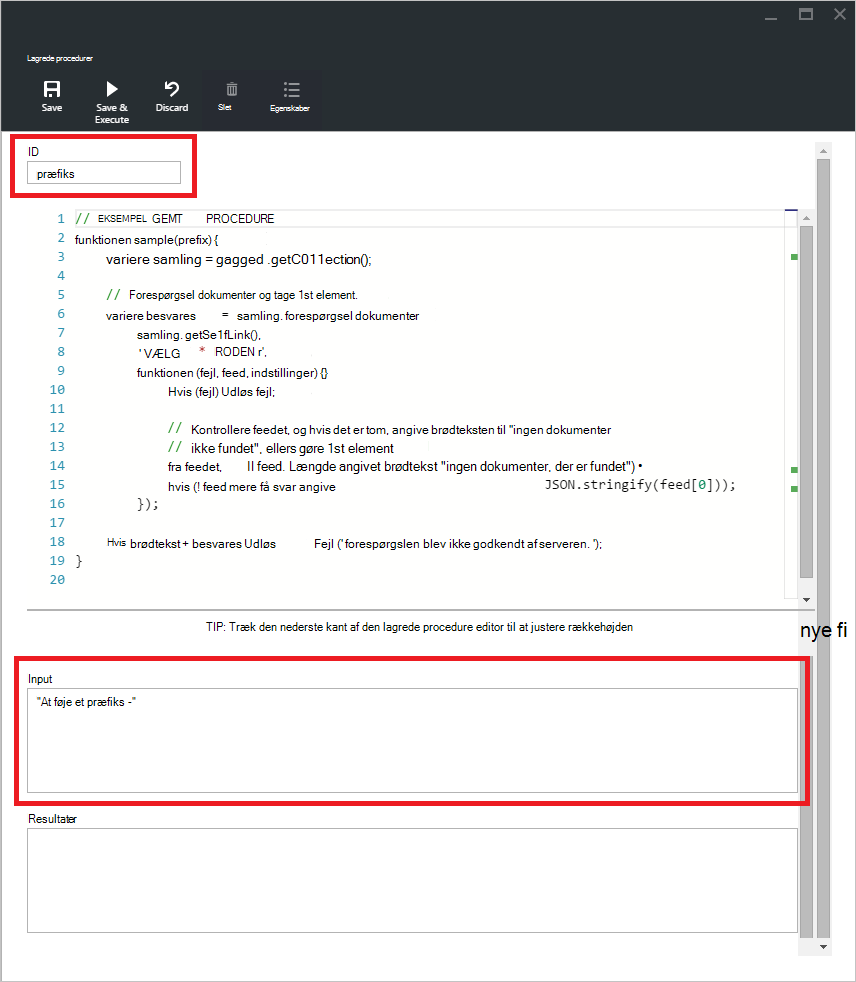 Lagrede procedurer
Save
Save &
Execute
Discard
Slet
Egenskaber
ID
præfiks
1 // EKSEMPEL GEMT PROCEDURE
2 funktionen sample(prefix) {
3 variere samling = gagged .getC011ection();
4
5 // Forespørgsel dokumenter og tage 1st element.
6 variere besvares = samling. forespørgsel dokumenter
7 samling. getSe1fLink(),
8 ' VÆLG * RODEN r',
9 funktionen (fejl, feed, indstillinger) {}
10 Hvis (fejl) Udløs fejl;
11
12 // Kontrollere feedet, og hvis det er tom, angive brødteksten til "ingen dokumenter
13 // ikke fundet", ellers gøre 1st element
14 fra feedet, II feed. Længde angivet brødtekst "ingen dokumenter, der er fundet") •
15 hvis (! feed mere få svar angive JSON.stringify(feed[0]));
16 });
17
18 Hvis brødtekst + besvares Udløs Fejl (' forespørgslen blev ikke godkendt af serveren. ');
19 }
20
TIP: Træk den nederste kant af den lagrede procedure editor til at justere rækkehøjden
nye fi
Input
"At føje et præfiks -"
Resultater